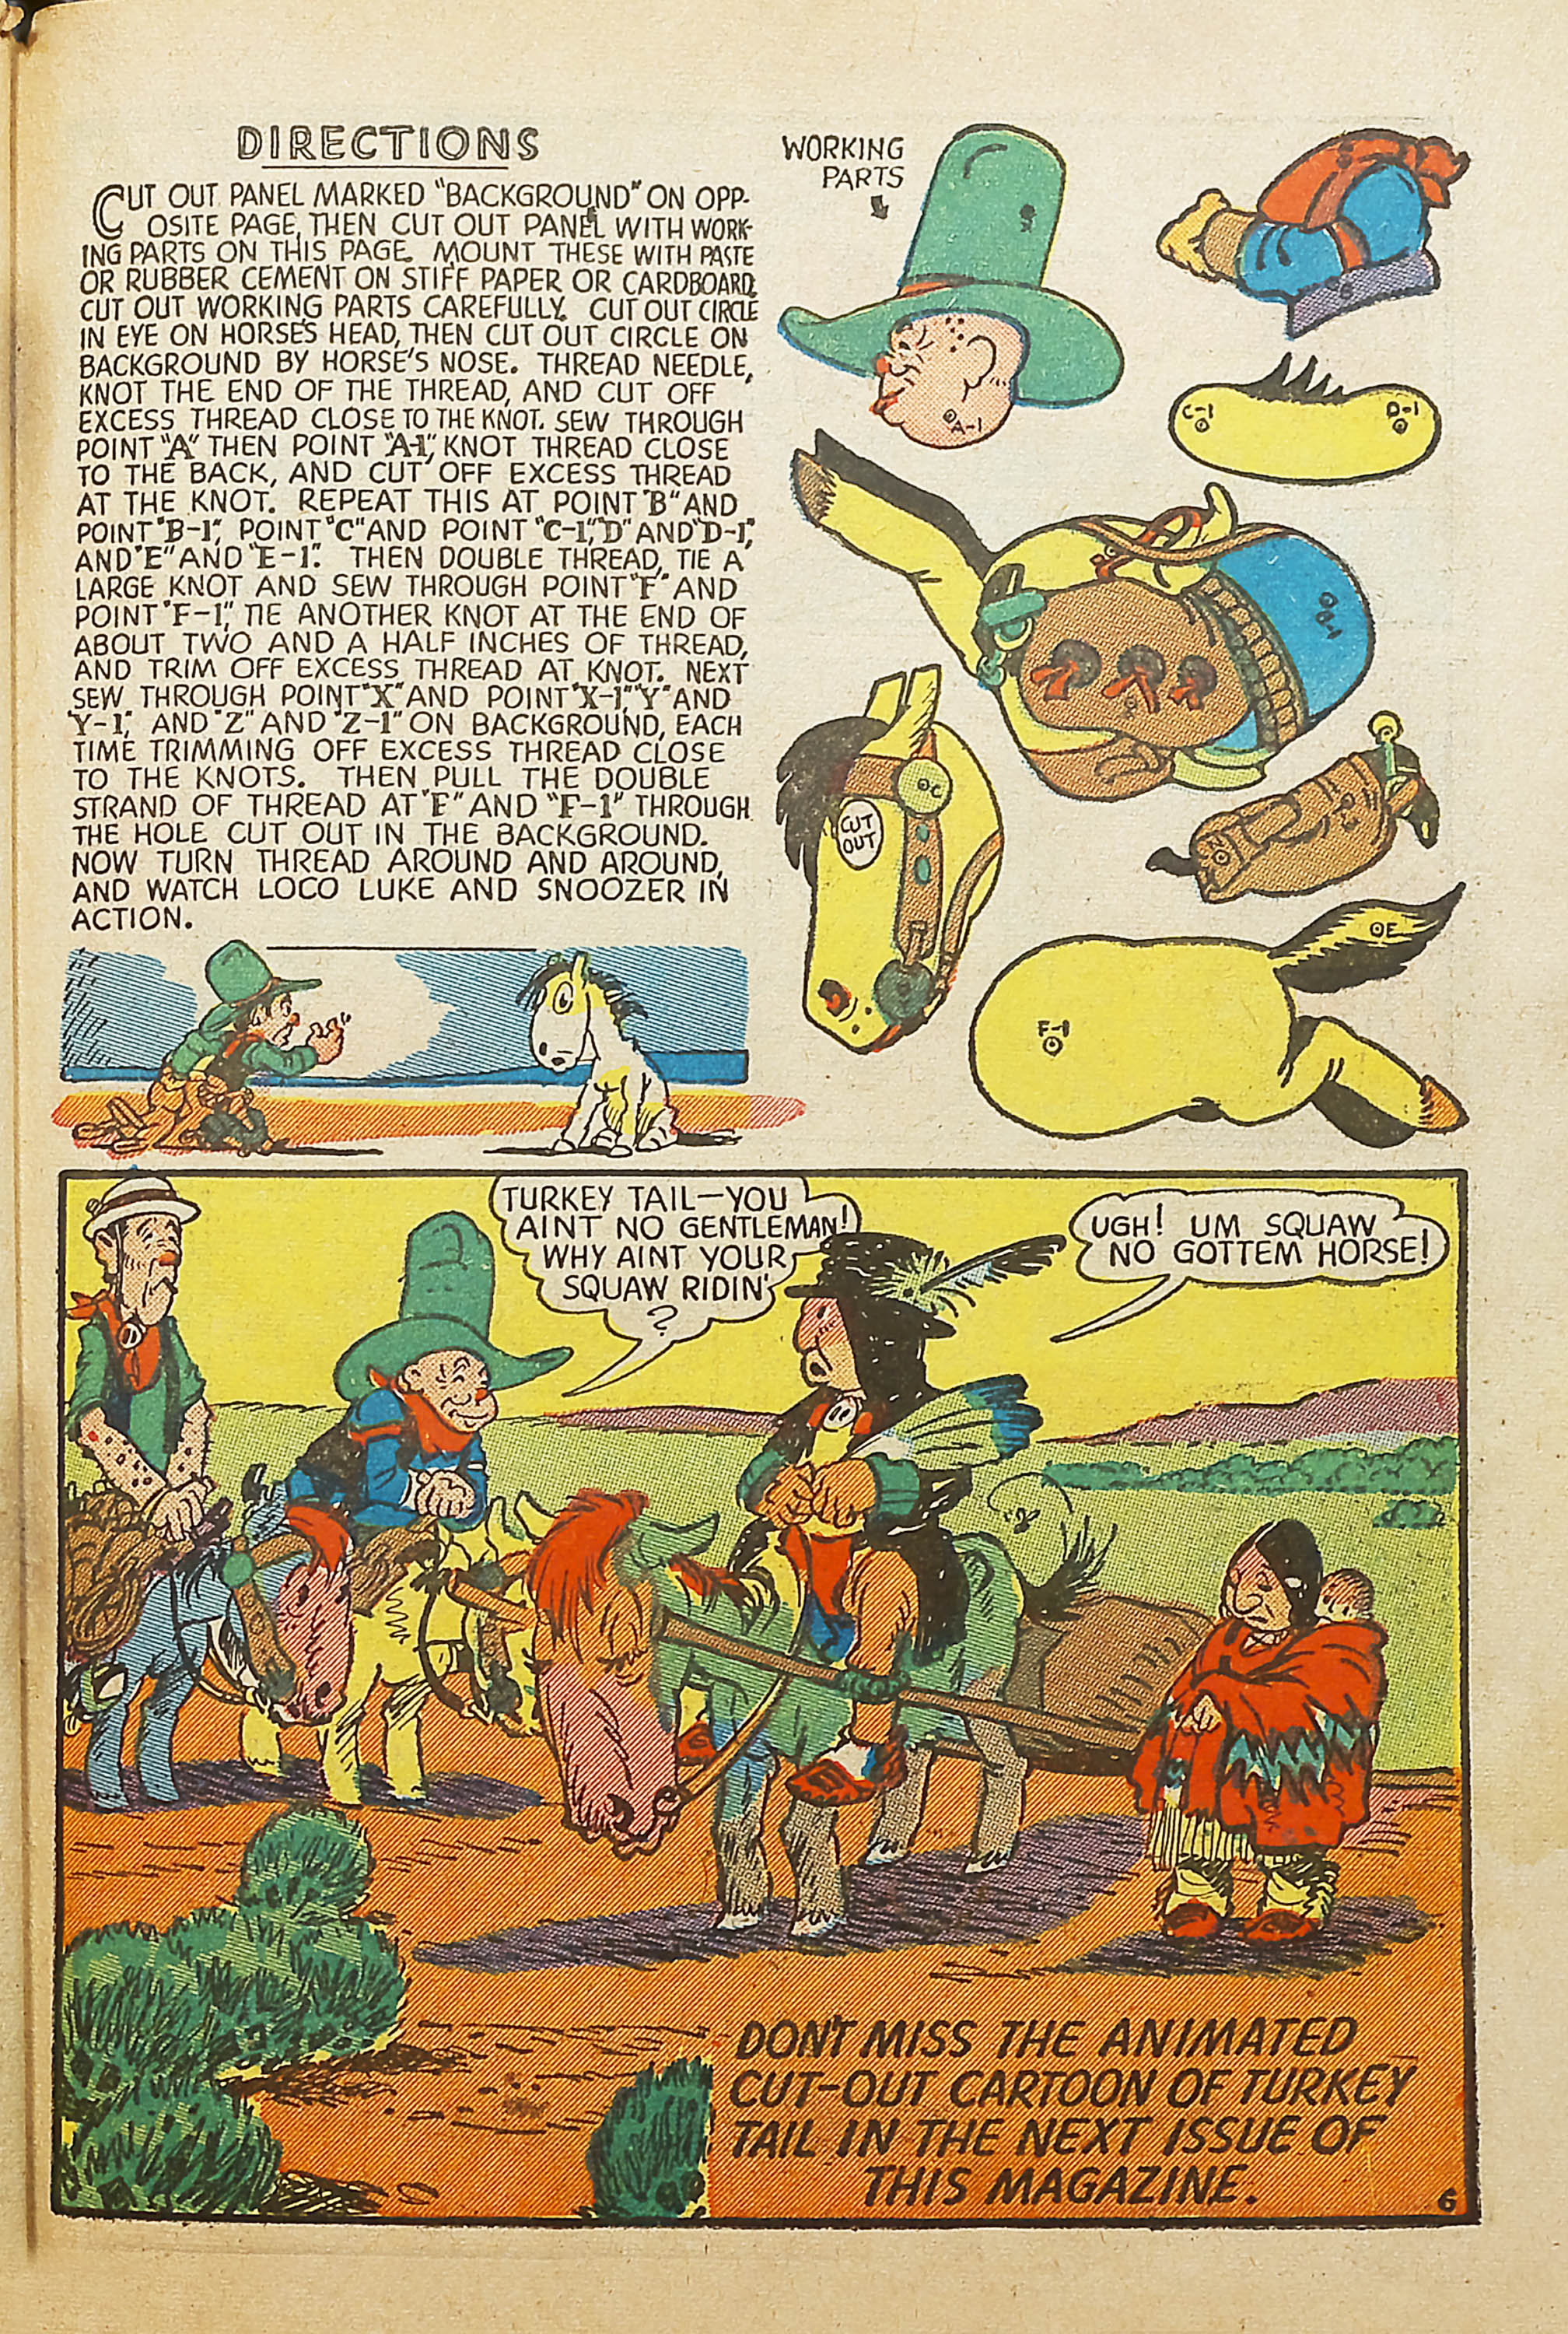 DIRECTIONS
CUT OUT PANEL MARKED "BACKGROUND" ON OPP-
OSITE PAGE, THEN CUT OUT PANEL WITH WORK-
ING PARTS ON THIS PAGE. MOUNT THESE WITH PASTE
OR RUBBER CEMENT ON STIFF PAPER OR CARDBOARD.
CUT OUT WORKING PARTS CAREFULLY. CUT OUT CIRCLE
IN EYE ON HORSE'S HEAD, THEN CUT OUT CIRCLE ON
BACKGROUND BY HORSE'S NOSE. THREAD NEEDLE,
KNOT THE END OF THE THREAD, AND CUT OFF
EXCESS THREAD CLOSE TO THE KNOT. SEW THROUGH
POINT "A" THEN POINT "A-1", KNOT THREAD CLOSE
TO THE BACK, AND CUT OFF EXCESS THREAD
AT THE KNOT. REPEAT THIS AT POINT "B" AND
POINT "B-1", POINT "C" AND POINT "C-1", "D" AND "D-1",
AND "E" AND "E-1". THEN DOUBLE THREAD, TIE A
LARGE KNOT AND SEW THROUGH POINT "F" AND
POINT "F-1", TIE ANOTHER KNOT AT THE END OF
ABOUT TWO AND A HALF INCHES OF THREAD,
AND TRIM OFF EXCESS THREAD AT KNOT. NEXT
SEW THROUGH POINT "X" AND POINT "X-1", "Y" AND
"Y-1", AND "Z" AND "Z-1" ON BACKGROUND, EACH
TIME TRIMMING OFF EXCESS THREAD CLOSE
TO THE KNOTS. THEN PULL THE DOUBLE
STRAND OF THREAD AT "F" AND "F-1" THROUGH
THE HOLE CUT OUT IN THE BACKGROUND.
NOW TURN THREAD AROUND AND AROUND,
AND WATCH LOCO LUKE AND SNOOZER IN
ACTION.
WORKING
PARTS
A-1
C-1
D-1
C
CUT
OUT
E
F-1
TURKEY TAIL—YOU
AINT NO GENTLEMAN!
WHY AINT YOUR
SQUAW RIDIN'
?
UGH! UM SQUAW
NO GOTTEM HORSE!
DON'T MISS THE ANIMATED
CUT-OUT CARTOON OF TURKEY
TAIL IN THE NEXT ISSUE OF
THIS MAGAZINE.
6